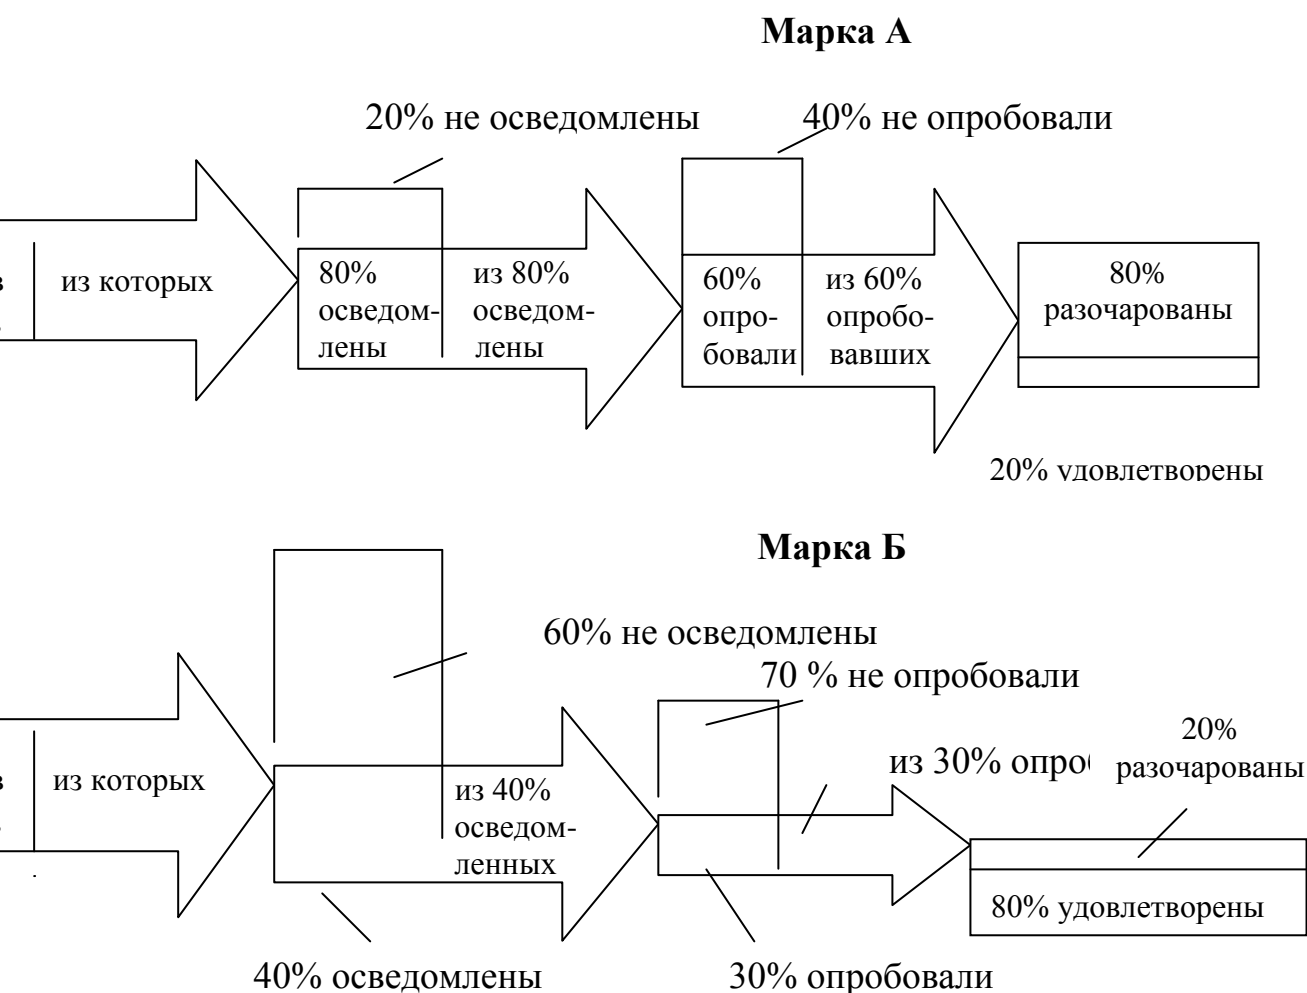 Марка А
20% не осведомлены
40% не опробовали
из которых
80%
осведом-
лены
из 80%
осведом-
лены
60%
опро-
бовали
из 60%
опробо-
вавших
80%
разочарованы
20% удовлетворены
Марка Б
60% не осведомлены
70 % не опробовали
из которых
из 40%
осведом-
ленных
из 30%
20%
разочарованы
80% удовлетворены
40% осведомлены
30% опробовали